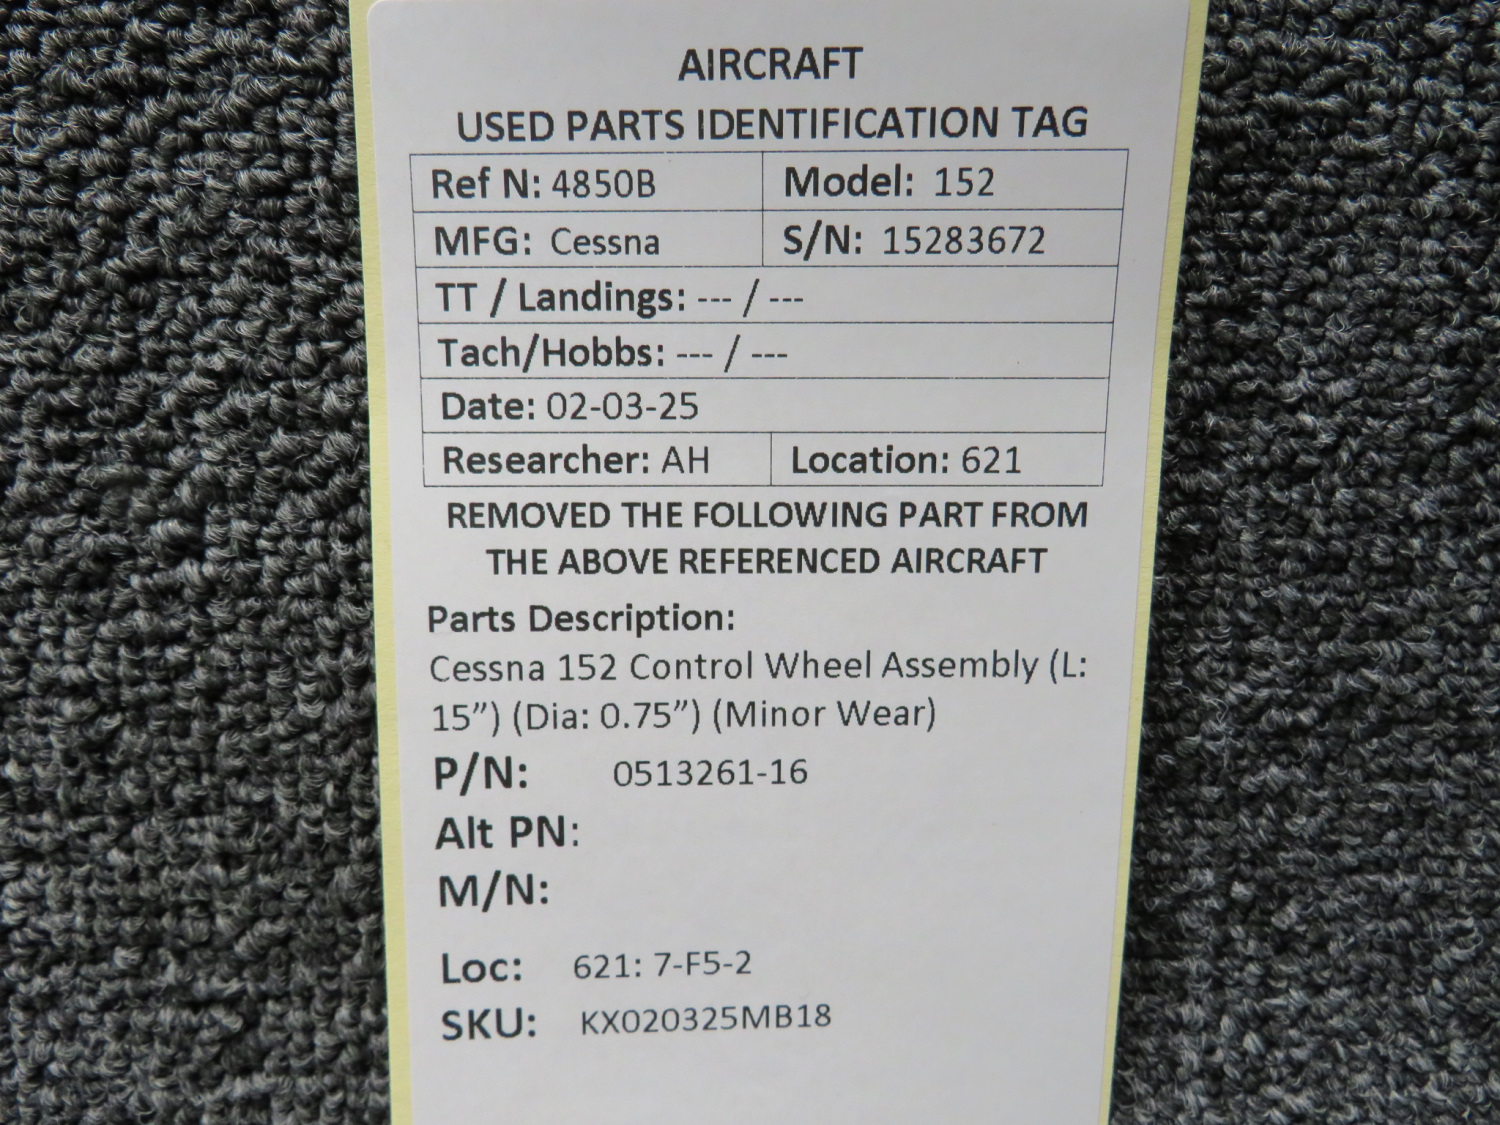 AIRCRAFT
USED PARTS IDENTIFICATION TAG
Ref N: 4850B Model: 152
MFG: Cessna S/N: 15283672
TT / Landings: --- / ---
Tach/Hobbs: --- / ---
Date: 02-03-25
Researcher: AH Location: 621
REMOVED THE FOLLOWING PART FROM
THE ABOVE REFERENCED AIRCRAFT
Parts Description:
Cessna 152 Control Wheel Assembly (L:
15”) (Dia: 0.75”) (Minor Wear)
P/N: 0513261-16
Alt PN:
M/N:
Loc: 621: 7-F5-2
SKU: KX020325MB18